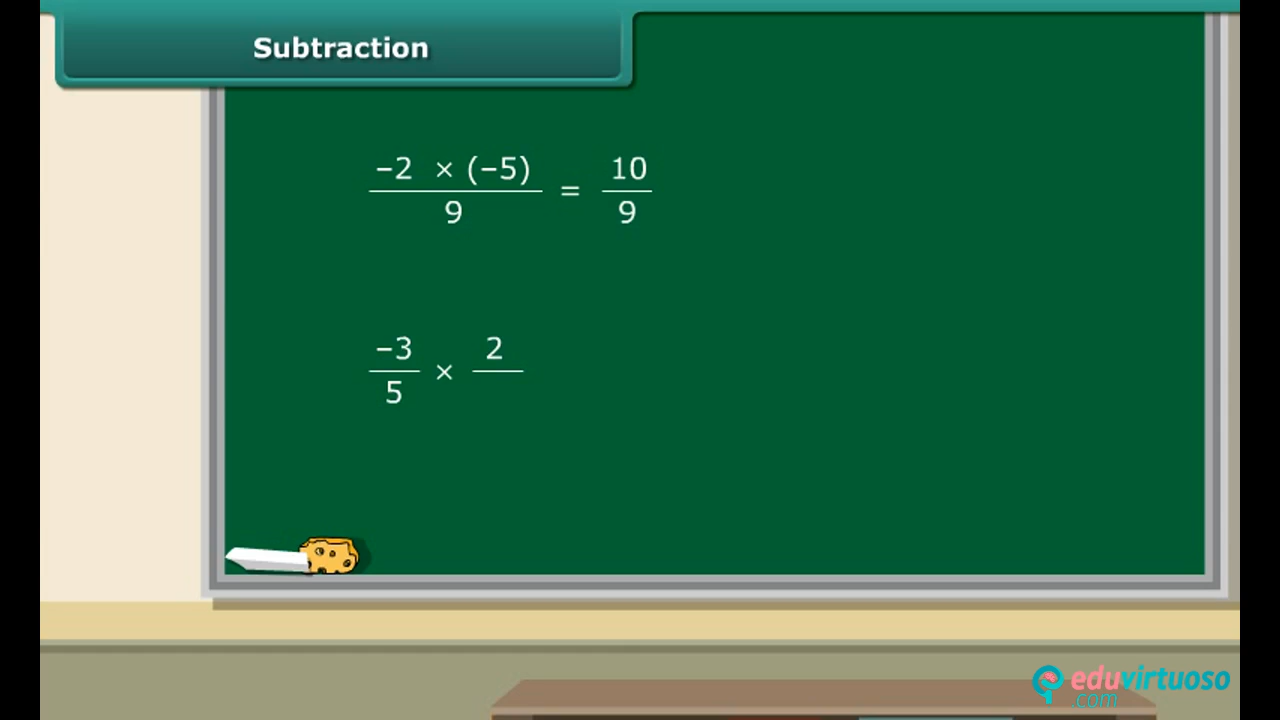 Subtraction
−2 × (−5) / 9 = 10 / 9
−3 / 5 × 2 /
eduvirtuoso
.com